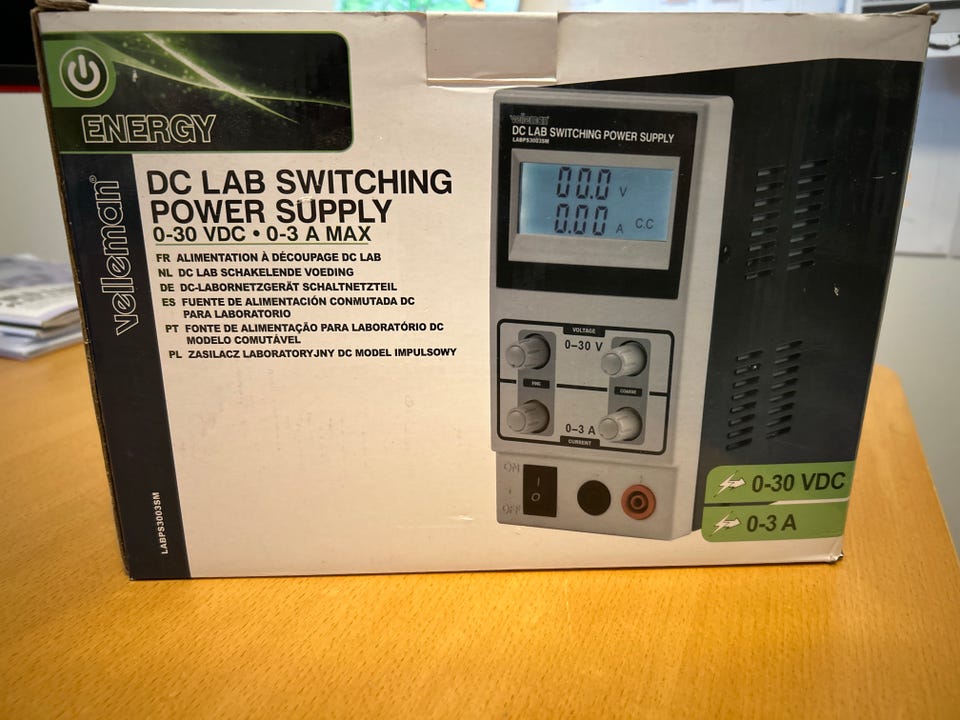 ENERGY
velleman®
DC LAB SWITCHING
POWER SUPPLY
0-30 VDC • 0-3 A MAX
FR ALIMENTATION À DÉCOUPAGE DC LAB
NL DC LAB SCHAKELENDE VOEDING
DE DC-LABORNETZGERÄT SCHALTNETZTEIL
ES FUENTE DE ALIMENTACIÓN CONMUTADA DC
PARA LABORATORIO
PT FONTE DE ALIMENTAÇÃO PARA LABORATÓRIO DC
MODELO COMUTÁVEL
PL ZASILACZ LABORATORYJNY DC MODEL IMPULSOWY
LABPS3003SM
velleIman
DC LAB SWITCHING POWER SUPPLY
LABPS3003SM
00.0 V
0.00 A C.C
VOLTAGE
0-30 V
FINE COARSE
0-3 A
CURRENT
ON
I
O
OFF
0-30 VDC
0-3 A